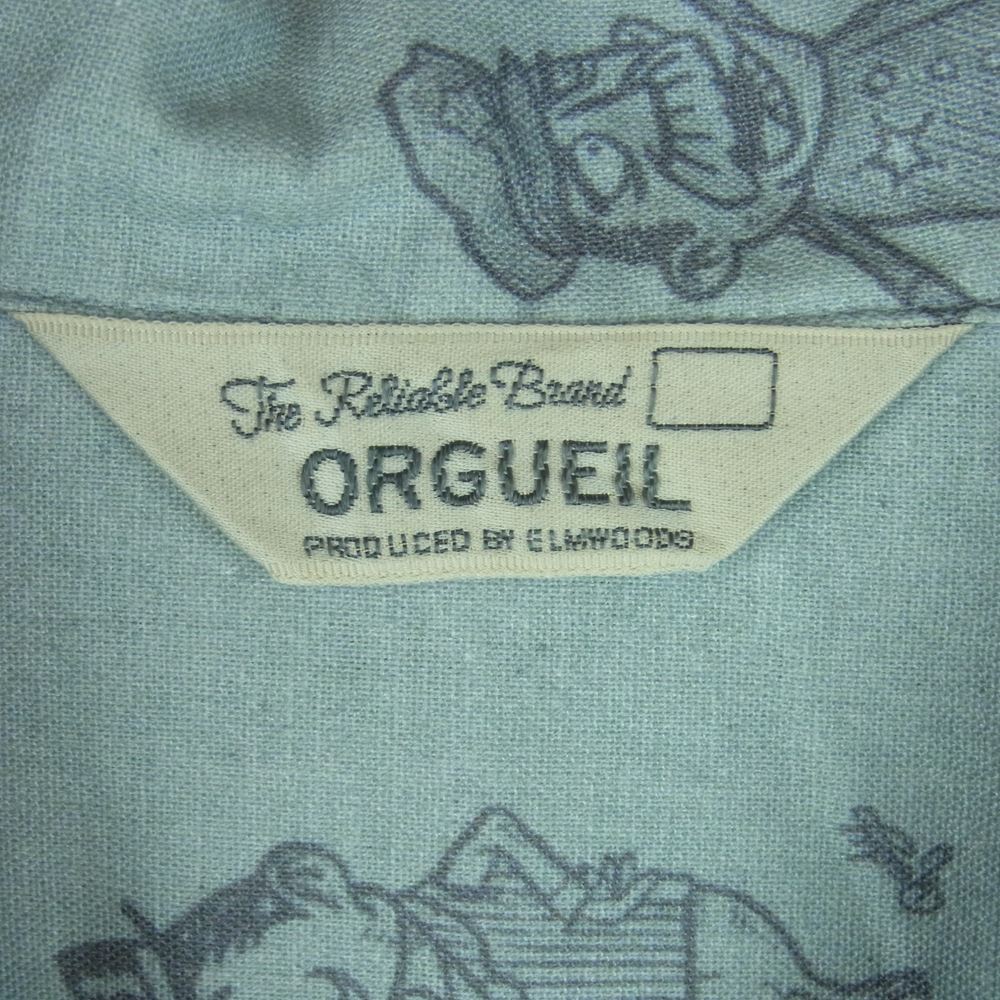 The Reliable Brand
ORGUEIL
PRODUCED BY ELMWOODS